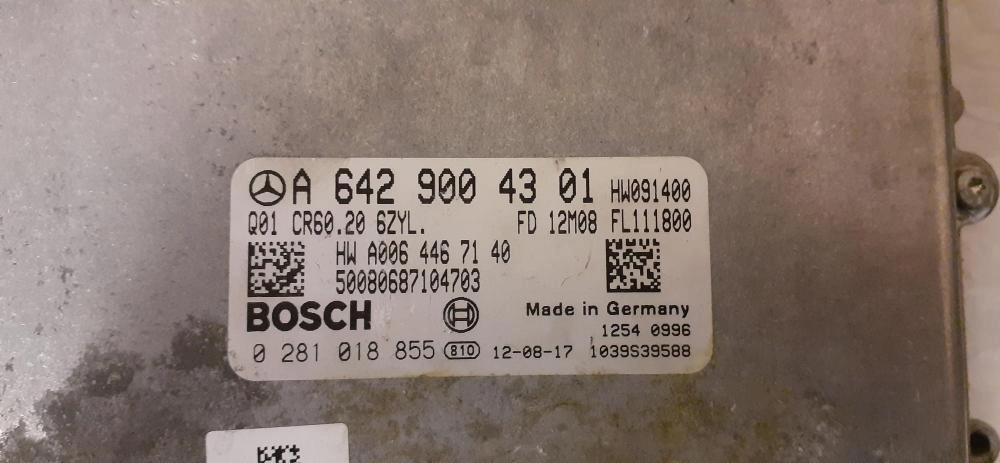 A 642 900 43 01 HW091400
Q01 CR60.20 6ZYL. FD 12M08 FL111800
HW A006 446 71 40
50080687104703
BOSCH
Made in Germany
1254 0996
0 281 018 855 810 12-08-17 1039S39588